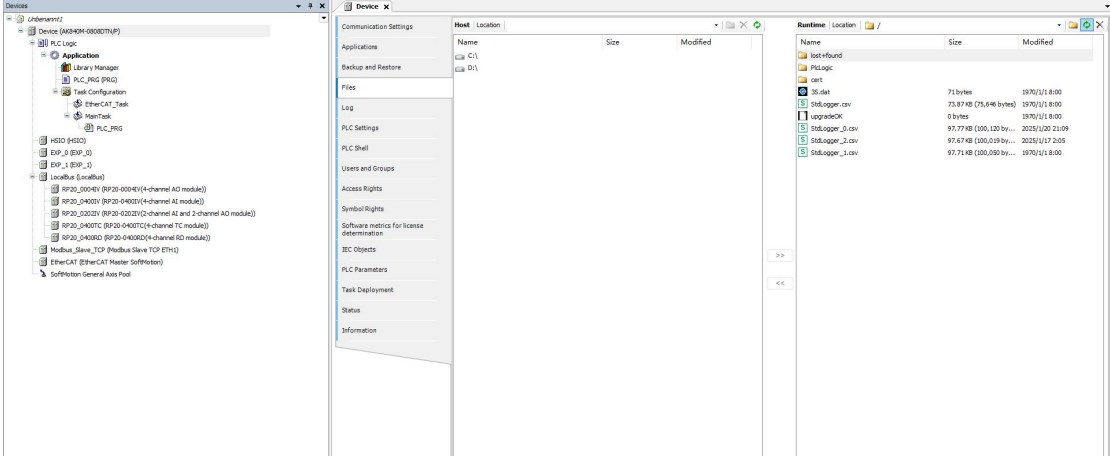 Devices
Unbenannt1
Device (AK840M-0808DTN/P)
PLC Logic
Application
Library Manager
PLC_PRG (PRG)
Task Configuration
EtherCAT_Task
MainTask
PLC_PRG
HSIO (HSIO)
EXP_0 (EXP_0)
EXP_1 (EXP_1)
LocalBus (LocalBus)
RP20_0004IV (RP20-0004IV(4-channel AO module))
RP20_0400IV (RP20-0400IV(4-channel AI module))
RP20_0202IV (RP20-0202IV(2-channel AI and 2-channel AO module))
RP20_0400TC (RP20-0400TC(4-channel TC module))
RP20_0400RD (RP20-0400RD(4-channel RD module))
Modbus_Slave_TCP (Modbus Slave TCP ETH1)
EtherCAT (EtherCAT Master SoftMotion)
SoftMotion General Axis Pool
Device
Communication Settings
Applications
Backup and Restore
Files
Log
PLC Settings
PLC Shell
Users and Groups
Access Rights
Symbol Rights
Software metrics for license
determination
IEC Objects
PLC Parameters
Task Deployment
Status
Information
Host Location
Name Size Modified
C:\
D:\
>>
<<
Runtime Location /
Name Size Modified
lost+found
PlcLogic
cert
3S.dat 71 bytes 1970/1/1 8:00
StdLogger.csv 73.87 KB (75,646 bytes) 1970/1/1 8:00
upgradeOK 0 bytes 1970/1/1 8:00
StdLogger_0.csv 97.77 KB (100,120 by... 2025/1/20 21:09
StdLogger_2.csv 97.67 KB (100,019 by... 2025/1/17 2:05
StdLogger_1.csv 97.71 KB (100,050 by... 1970/1/1 8:00